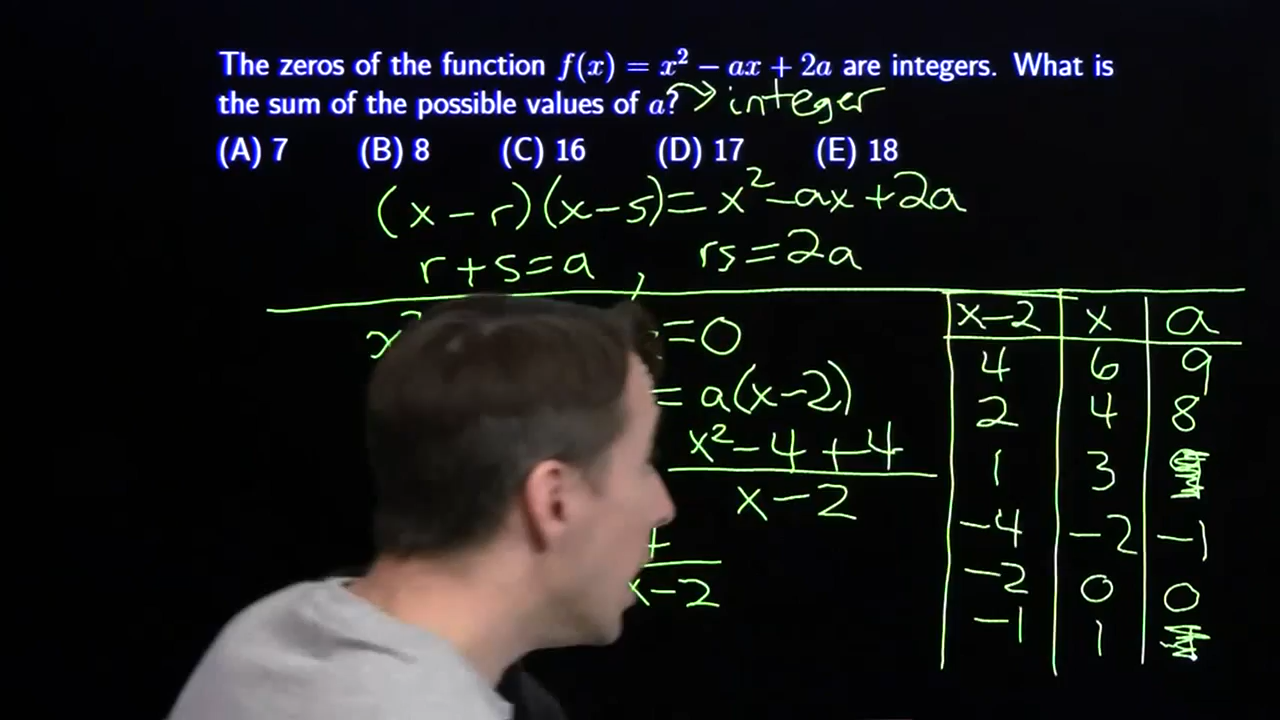 The zeros of the function f(x) = x² − ax + 2a are integers. What is
the sum of the possible values of a? → integer
(A) 7 (B) 8 (C) 16 (D) 17 (E) 18
(x − r)(x − s) = x² − ax + 2a
r + s = a , rs = 2a
x² = 0
= a(x − 2)
x² − 4 + 4
x − 2
x − 2
x − 2 x a
4 6 9
2 4 8
1 3
−4 −2 −1
−2 0 0
−1 1